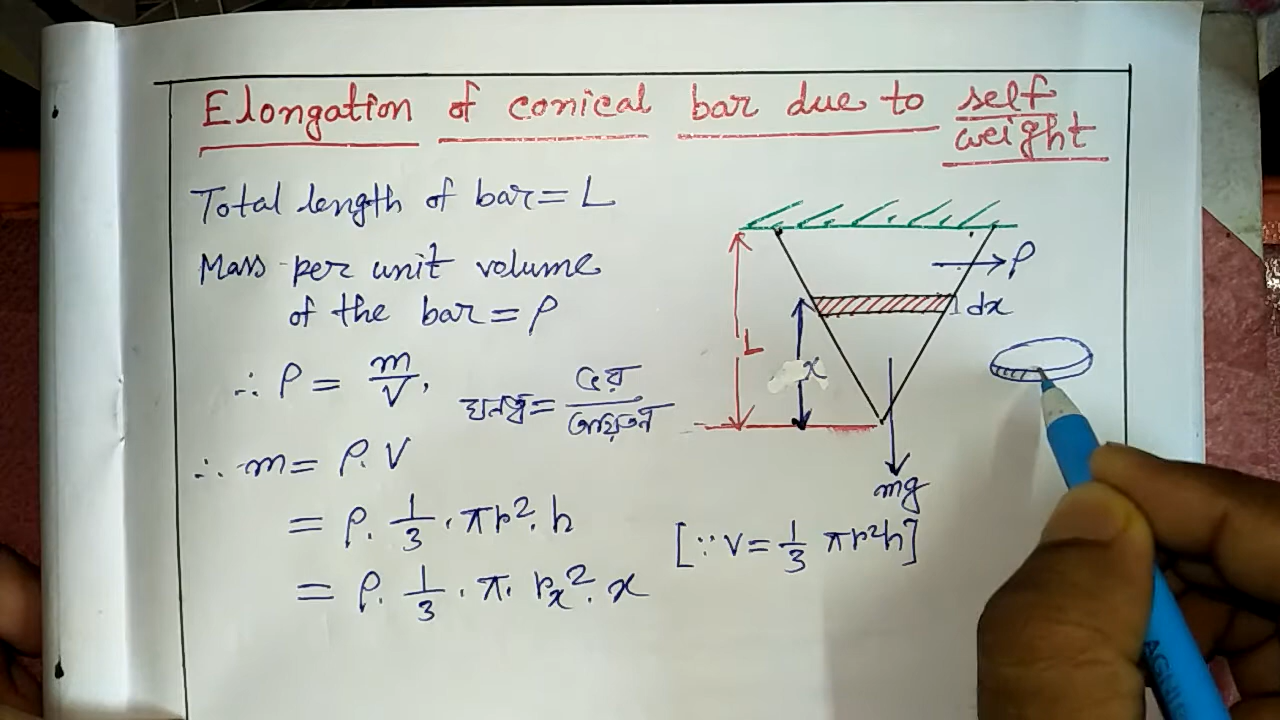 Elongation of conical bar due to self
weight
Total length of bar = L
Mass per unit volume
of the bar = ρ
∴ ρ = m/V, ঘনত্ব = ভর/আয়তন
∴ m = ρ. V
= ρ. 1/3 . πr². h [∵ V = 1/3 πr²h]
= ρ. 1/3 . π. rₓ². x
ρ
dx
L
x
mg
AGNI